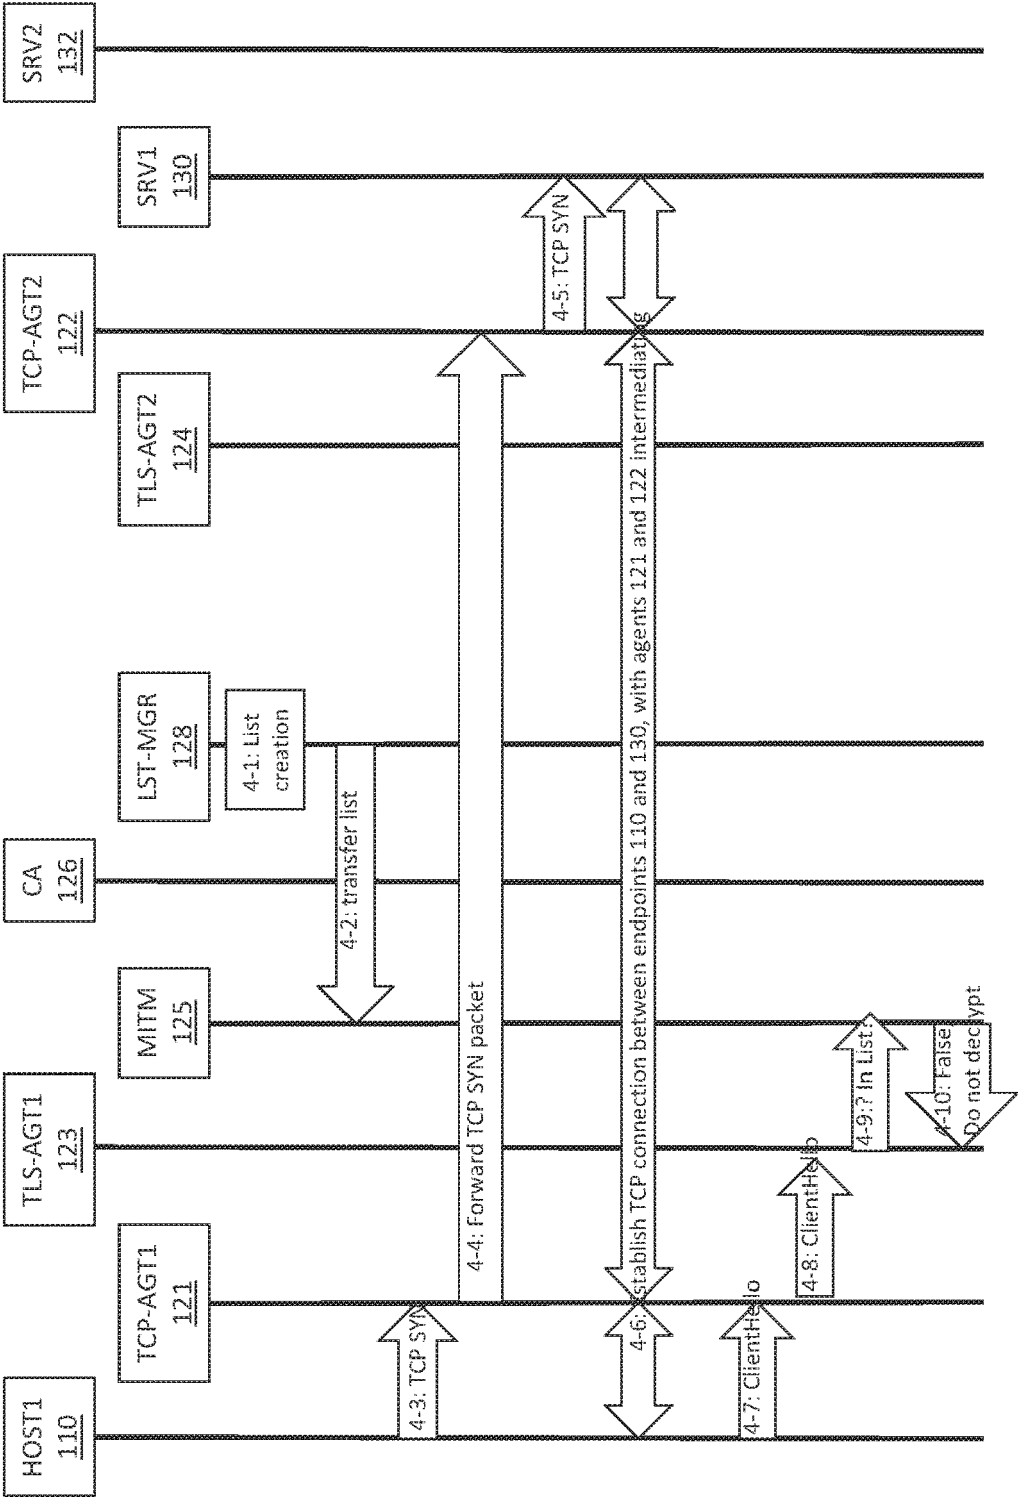 HOST1
110
TCP-AGT1
121
TLS-AGT1
123
MITM
125
CA
126
LST-MGR
128
TLS-AGT2
124
TCP-AGT2
122
SRV1
130
SRV2
132
4-1: List
creation
4-2: transfer list
4-3: TCP SYN
4-4: Forward TCP SYN packet
4-5: TCP SYN
4-6: Establish TCP connection between endpoints 110 and 130, with agents 121 and 122 intermediating
4-7: ClientHello
4-8: ClientHello
4-9:? In List?
4-10: False
Do not decrypt